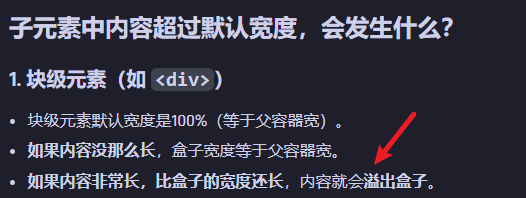 子元素中内容超过默认宽度，会发生什么？
1. 块级元素（如 <div>）
• 块级元素默认宽度是100%（等于父容器宽）。
• 如果内容没那么长，盒子宽度等于父容器宽。
• 如果内容非常长，比盒子的宽度还长，内容就会溢出盒子。